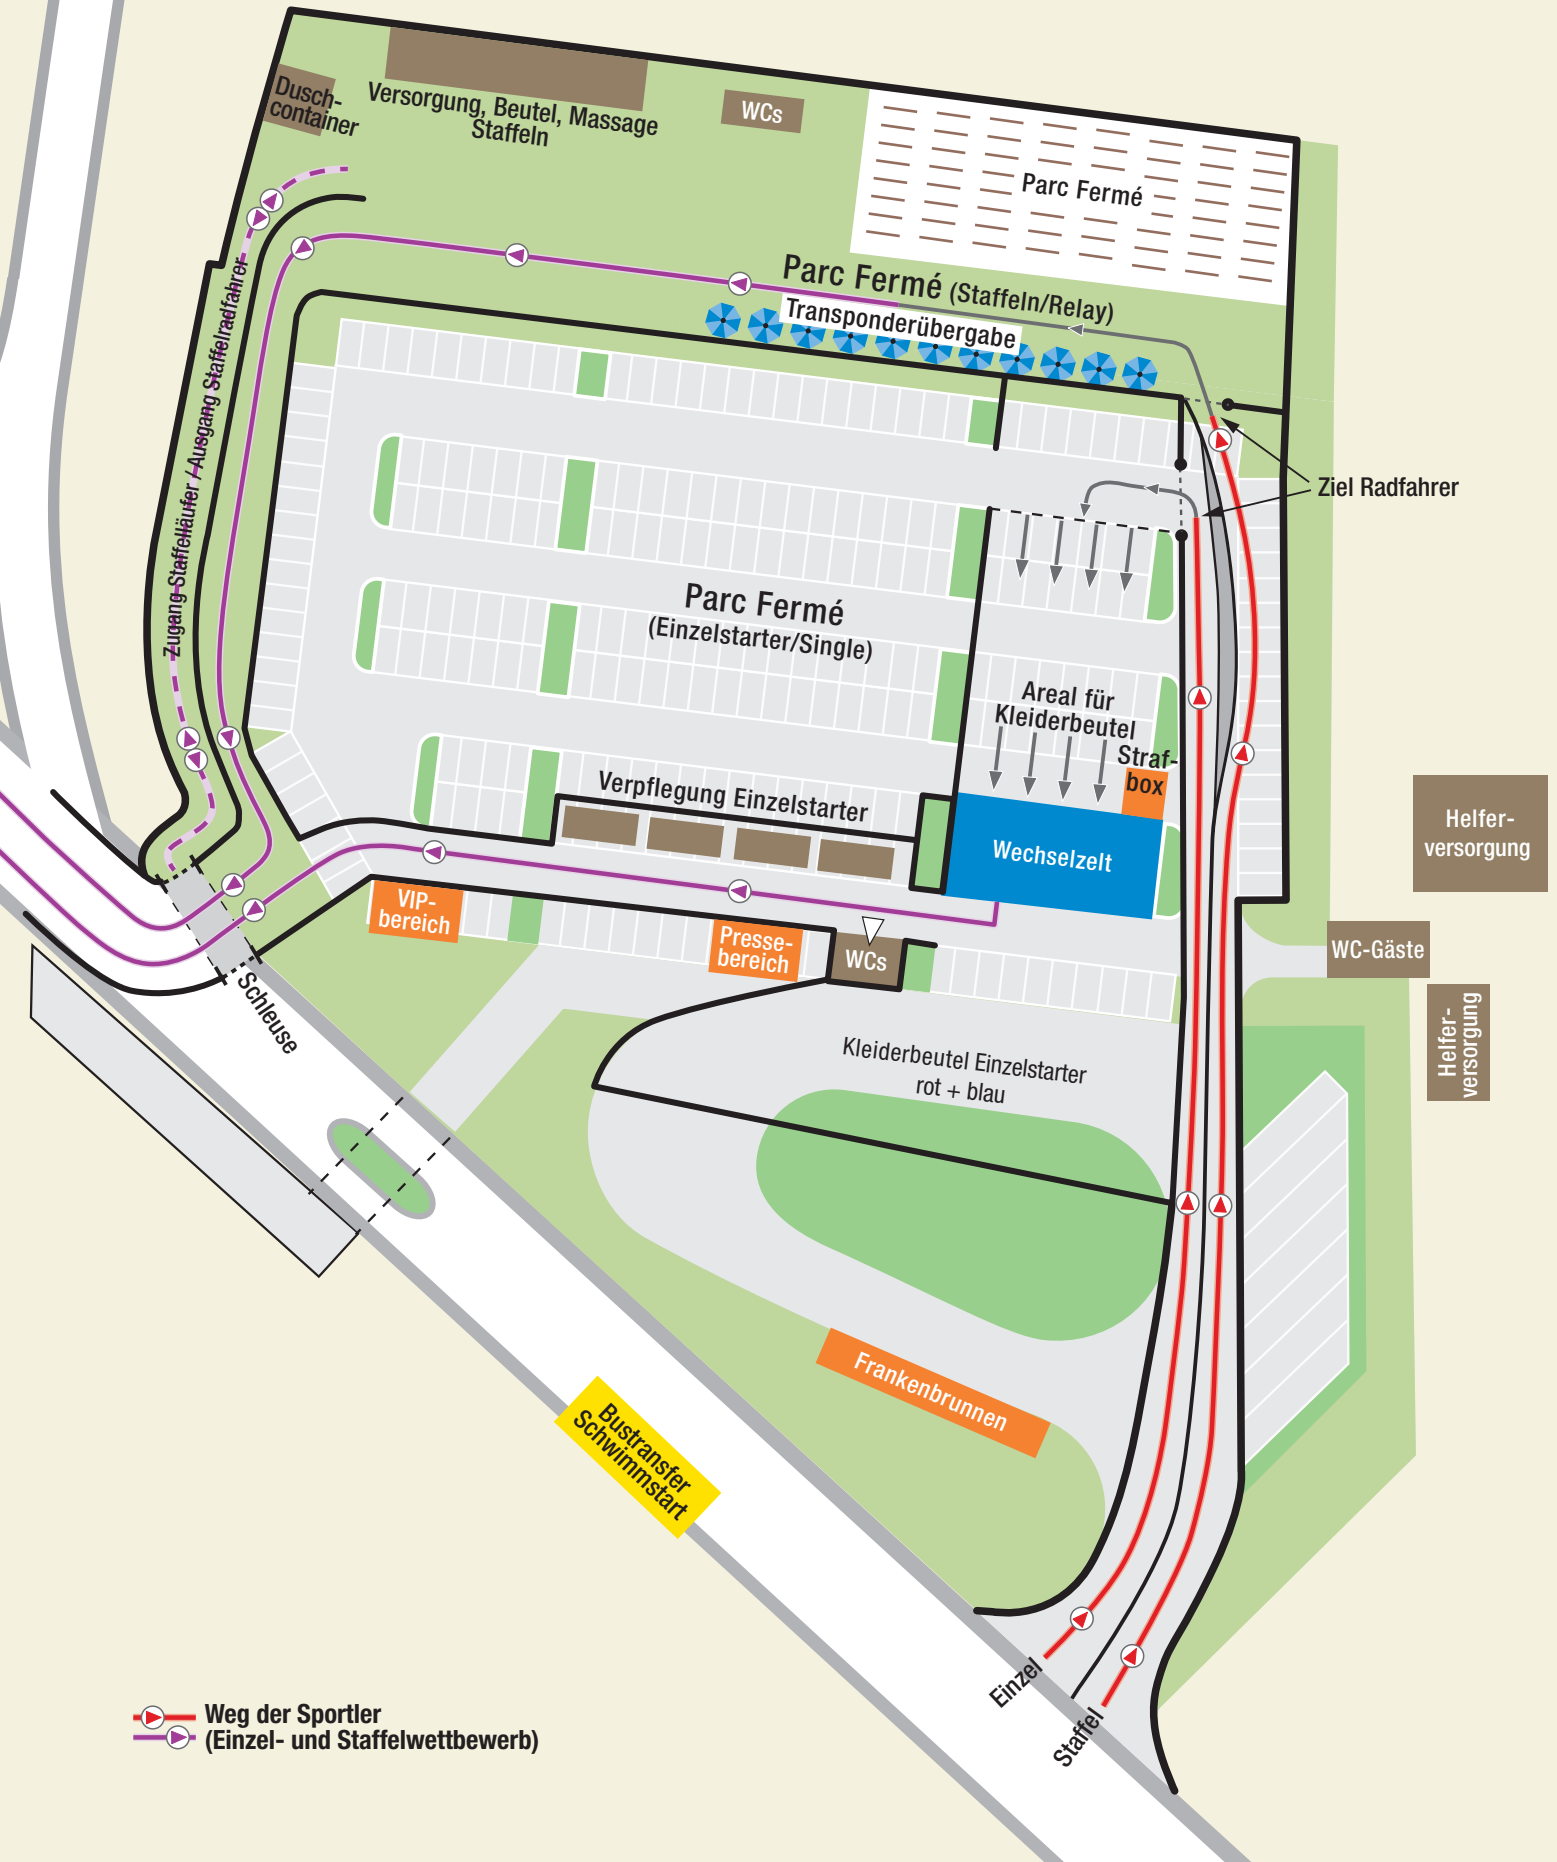 Dusch-
container
Versorgung, Beutel, Massage
Staffeln
WCs
Parc Fermé
Parc Fermé (Staffeln/Relay)
Transponderübergabe
Ziel Radfahrer
Zugang Staffelläufer / Ausgang Staffelradfahrer
Parc Fermé
(Einzelstarter/Single)
Areal für
Kleiderbeutel
Straf-
box
Verpflegung Einzelstarter
Wechselzelt
Helfer-
versorgung
VIP-
bereich
Presse-
bereich
WCs
WC-Gäste
Helfer-
versorgung
Schleuse
Kleiderbeutel Einzelstarter
rot + blau
Frankenbrunnen
Bustransfer
Schwimmstart
Einzel
Staffel
Weg der Sportler
(Einzel- und Staffelwettbewerb)